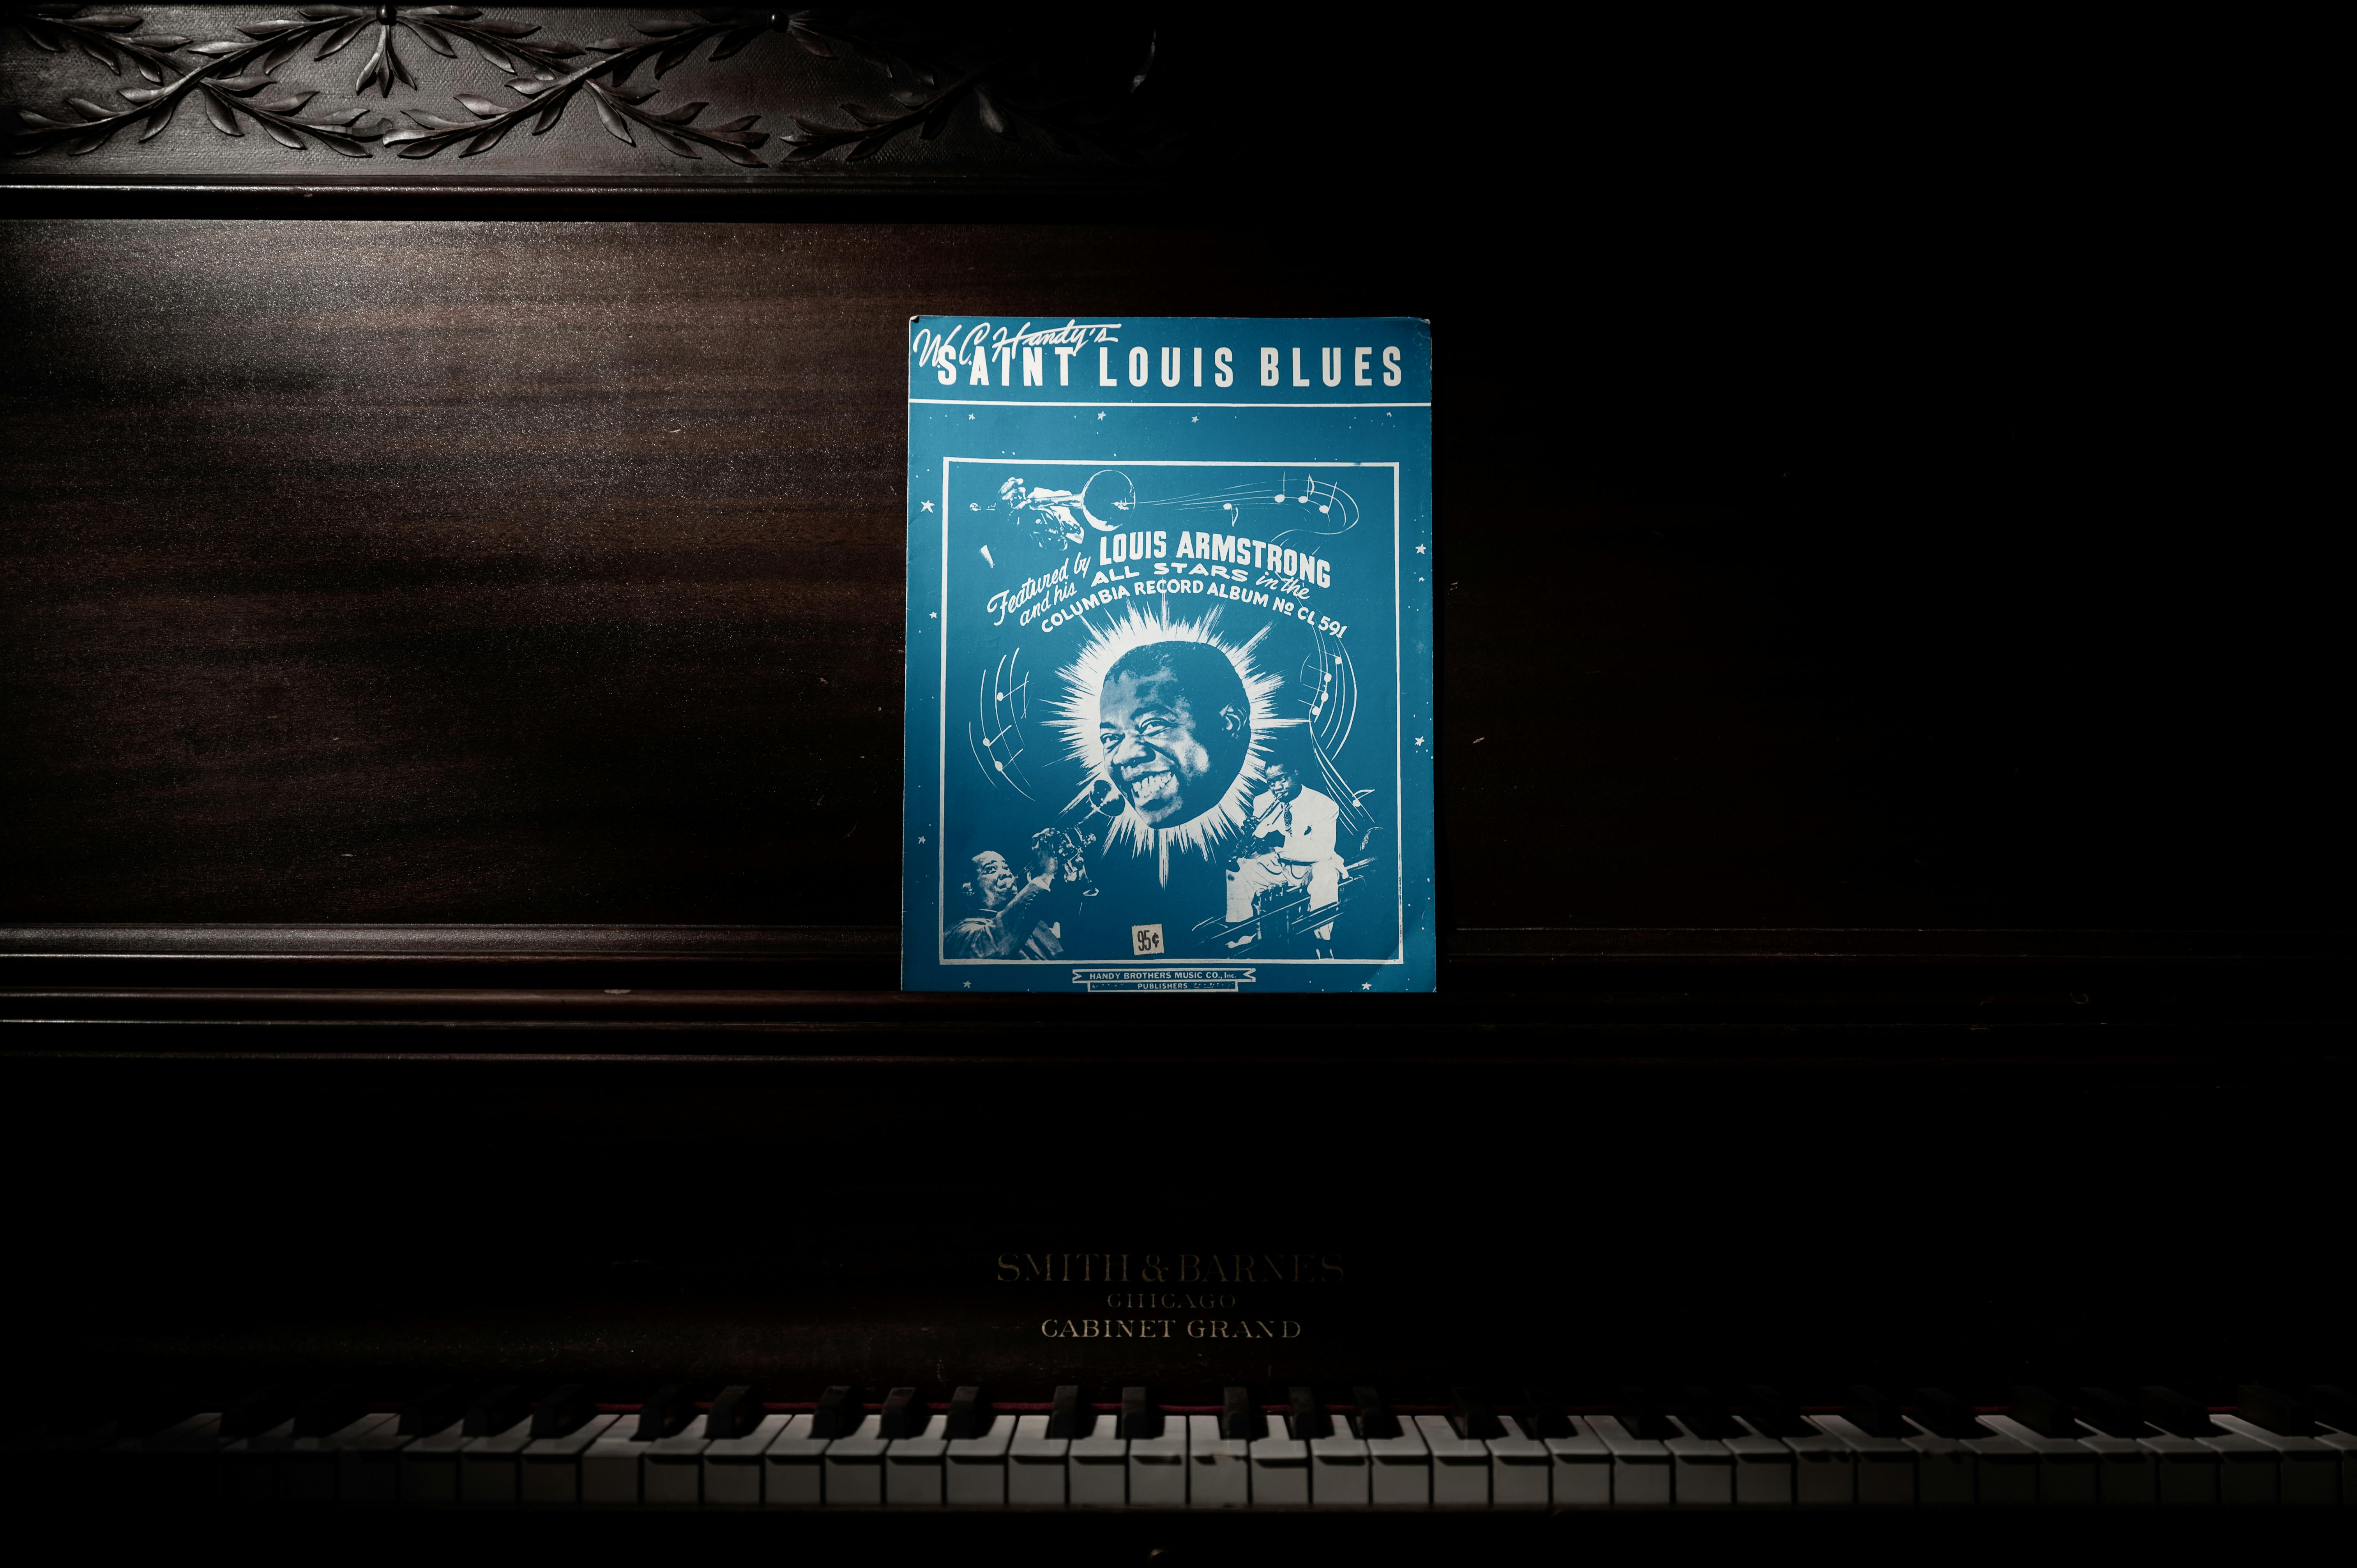 W.C. Handy's
SAINT LOUIS BLUES
Featured by LOUIS ARMSTRONG
and his ALL STARS in the
COLUMBIA RECORD ALBUM No CL 591
95¢
HANDY BROTHERS MUSIC CO., Inc.
PUBLISHERS
SMITH & BARNES
CHICAGO
CABINET GRAND